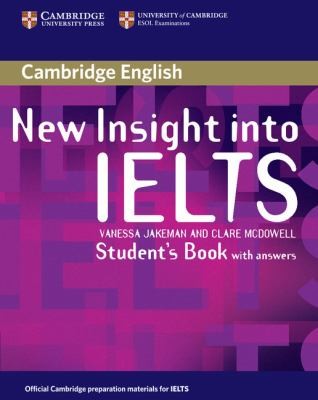 CAMBRIDGE
UNIVERSITY PRESS
UNIVERSITY of CAMBRIDGE
ESOL Examinations
Cambridge English
New Insight into
IELTS
VANESSA JAKEMAN AND CLARE MCDOWELL
Student's Book with answers
Official Cambridge preparation materials for IELTS